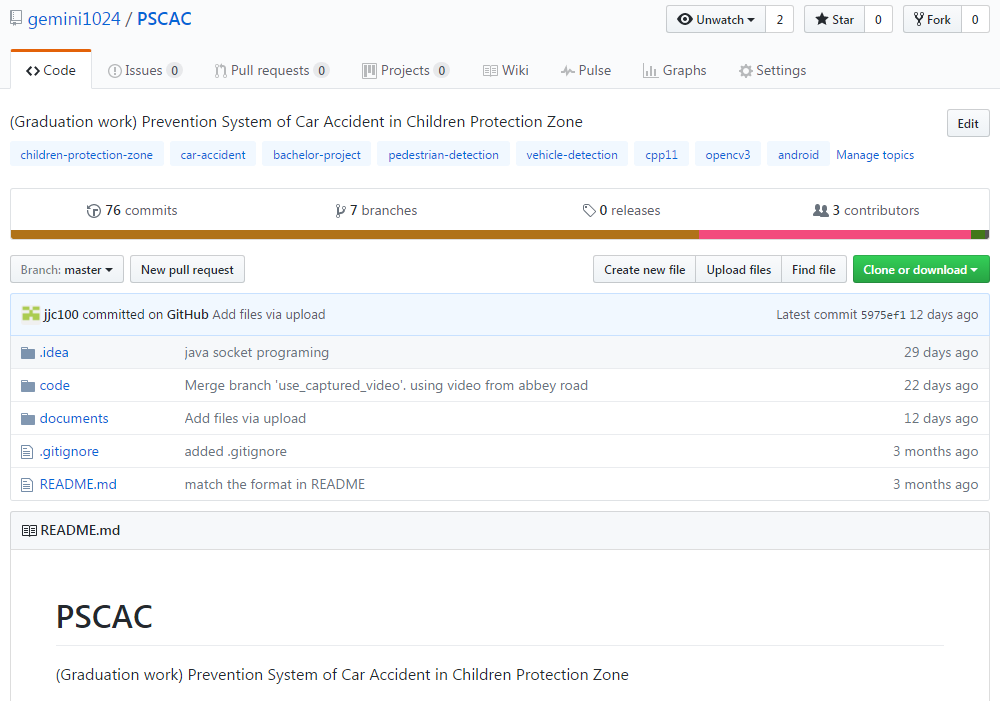 gemini1024 / PSCAC Unwatch 2 Star 0 Fork 0
Code Issues 0 Pull requests 0 Projects 0 Wiki Pulse Graphs Settings
(Graduation work) Prevention System of Car Accident in Children Protection Zone Edit
children-protection-zone car-accident bachelor-project pedestrian-detection vehicle-detection cpp11 opencv3 android Manage topics
76 commits 7 branches 0 releases 3 contributors
Branch: master New pull request Create new file Upload files Find file Clone or download
jjc100 committed on GitHub Add files via upload Latest commit 5975ef1 12 days ago
.idea java socket programing 29 days ago
code Merge branch 'use_captured_video'. using video from abbey road 22 days ago
documents Add files via upload 12 days ago
.gitignore added .gitignore 3 months ago
README.md match the format in README 3 months ago
README.md
PSCAC
(Graduation work) Prevention System of Car Accident in Children Protection Zone